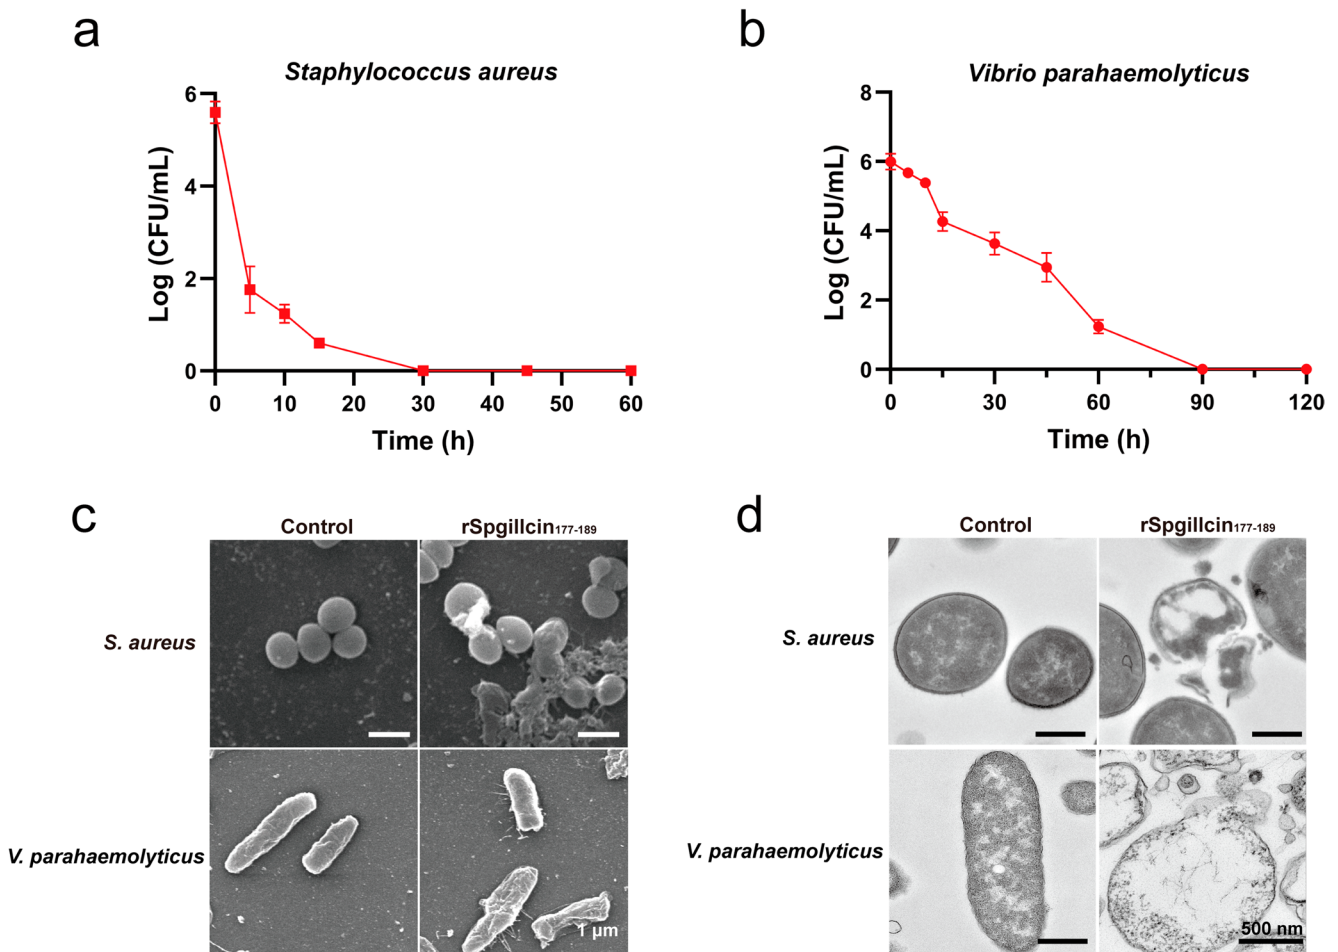 a
Staphylococcus aureus
6
4
2
0
Log (CFU/mL)
0 10 20 30 40 50 60
Time (h)
b
Vibrio parahaemolyticus
8
6
4
2
0
Log (CFU/mL)
0 30 60 90 120
Time (h)
c
Control rSpgillcin177-189
S. aureus
V. parahaemolyticus
1 μm
d
Control rSpgillcin177-189
S. aureus
V. parahaemolyticus
500 nm